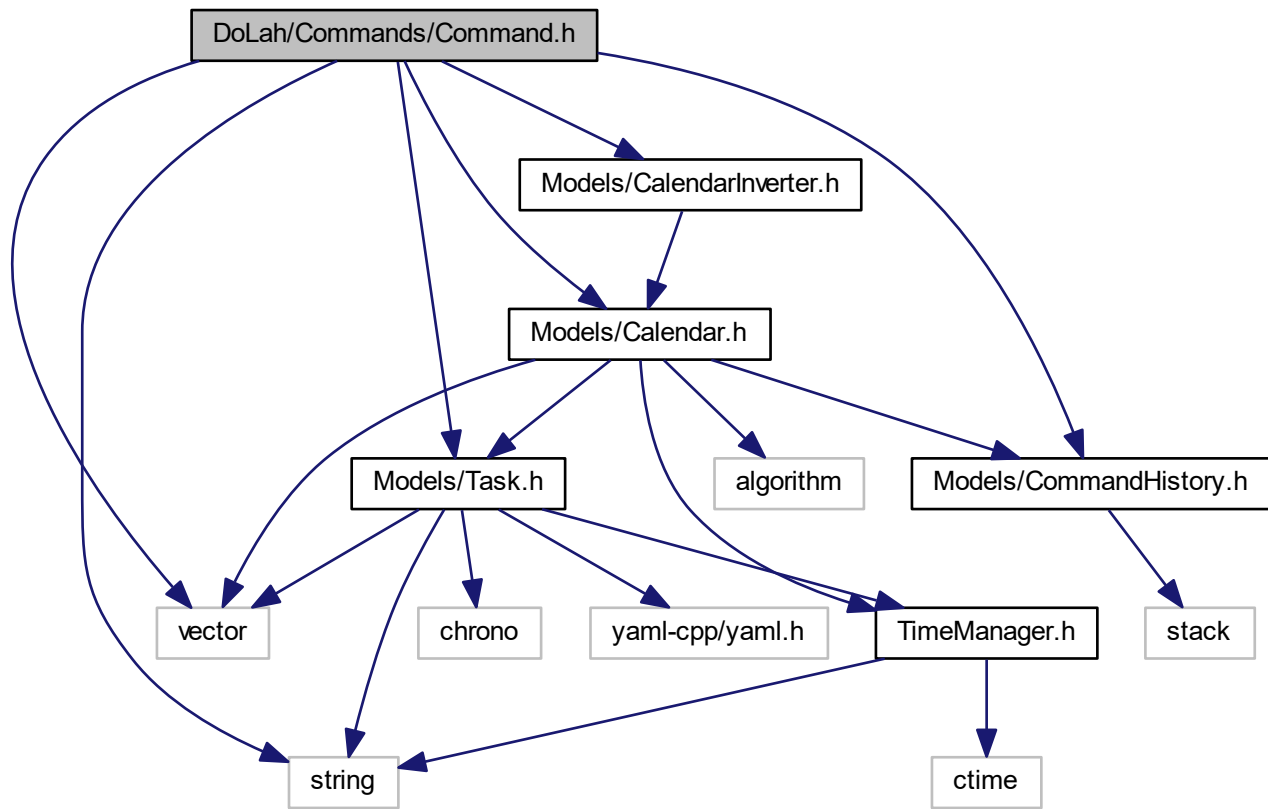 DoLah/Commands/Command.h
Models/CalendarInverter.h
Models/Calendar.h
Models/Task.h
algorithm
Models/CommandHistory.h
vector
chrono
yaml-cpp/yaml.h
TimeManager.h
stack
string
ctime